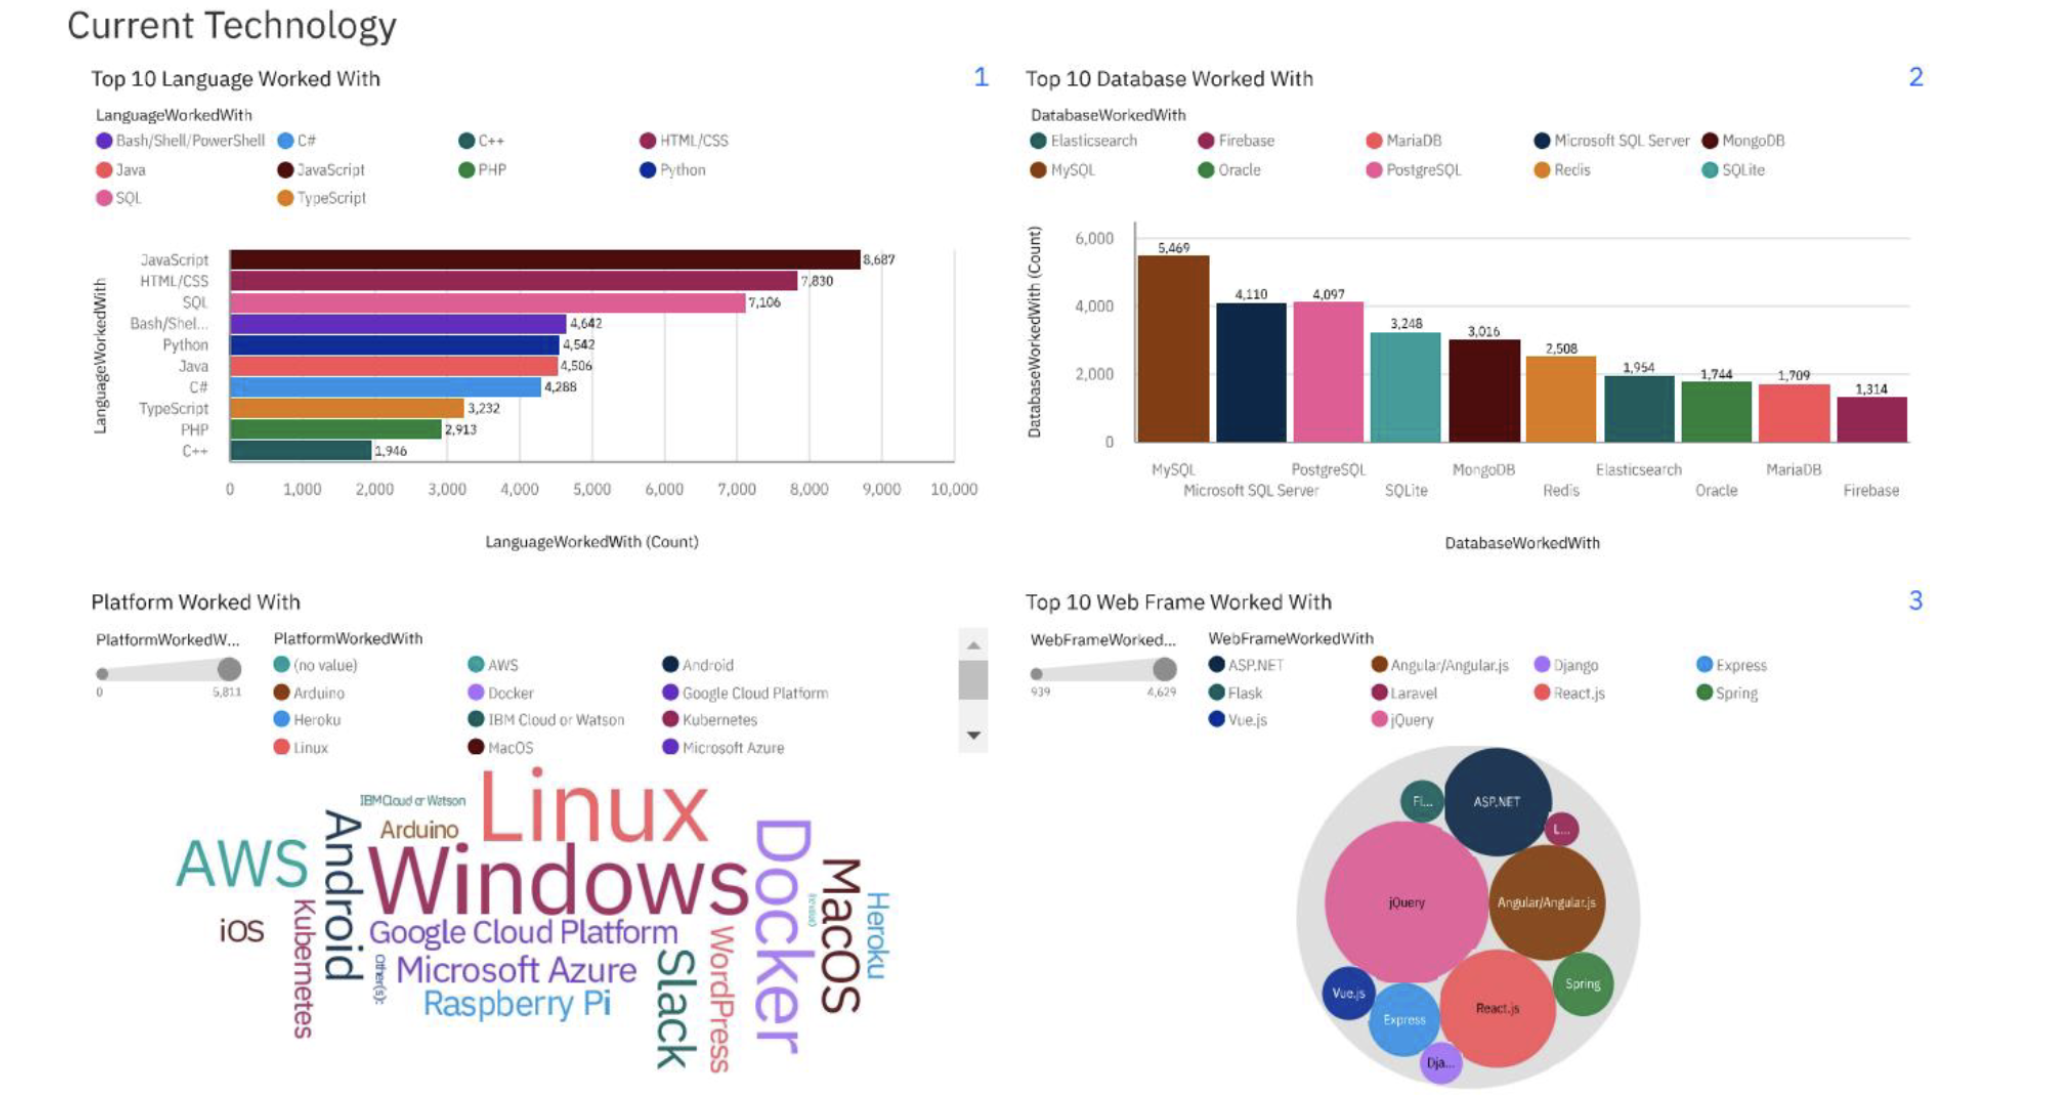 Current Technology
Top 10 Language Worked With
1
LanguageWorkedWith
Bash/Shell/PowerShell C# C++ HTML/CSS
Java JavaScript PHP Python
SQL TypeScript
LanguageWorkedWith
JavaScript 8,687
HTML/CSS 7,830
SQL 7,106
Bash/Shel... 4,642
Python 4,542
Java 4,506
C# 4,288
TypeScript 3,232
PHP 2,913
C++ 1,946
0 1,000 2,000 3,000 4,000 5,000 6,000 7,000 8,000 9,000 10,000
LanguageWorkedWith (Count)
Top 10 Database Worked With
2
DatabaseWorkedWith
Elasticsearch Firebase MariaDB Microsoft SQL Server MongoDB
MySQL Oracle PostgreSQL Redis SQLite
DatabaseWorkedWith (Count)
6,000
4,000
2,000
0
5,469 4,110 4,097 3,248 3,016 2,508 1,954 1,744 1,709 1,314
MySQL PostgreSQL MongoDB Elasticsearch MariaDB
Microsoft SQL Server SQLite Redis Oracle Firebase
DatabaseWorkedWith
Platform Worked With
PlatformWorkedW...
0 5,811
PlatformWorkedWith
(no value) AWS Android
Arduino Docker Google Cloud Platform
Heroku IBM Cloud or Watson Kubernetes
Linux MacOS Microsoft Azure
IBM Cloud or Watson
Linux
Arduino
AWS
Android
Windows
Docker
MacOS
Heroku
iOS
Kubernetes
Google Cloud Platform
Other(s):
Microsoft Azure
Raspberry Pi
Slack
WordPress
Top 10 Web Frame Worked With
3
WebFrameWorked...
939 4,629
WebFrameWorkedWith
ASP.NET Angular/Angular.js Django Express
Flask Laravel React.js Spring
Vue.js jQuery
Fl... ASP.NET
L...
jQuery Angular/Angular.js
Vue.js Spring
Express React.js
Dja...